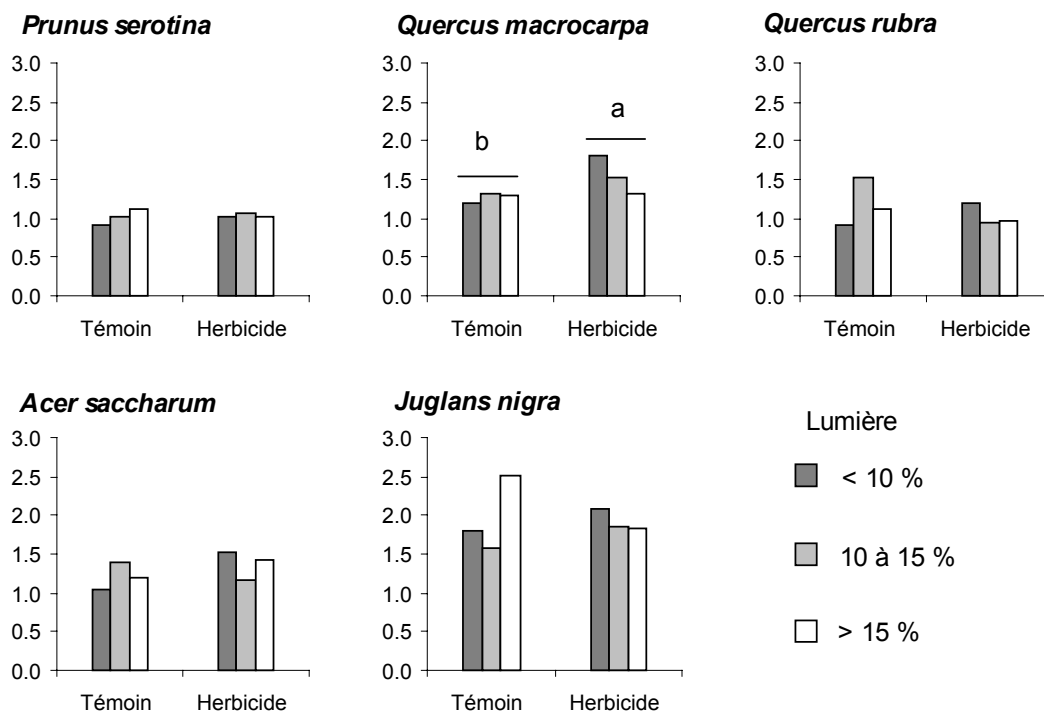 Prunus serotina
3.0
2.5
2.0
1.5
1.0
0.5
0.0
Témoin Herbicide
Quercus macrocarpa
3.0
2.5
2.0
1.5
1.0
0.5
0.0
b
a
Témoin Herbicide
Quercus rubra
3.0
2.5
2.0
1.5
1.0
0.5
0.0
Témoin Herbicide
Acer saccharum
3.0
2.5
2.0
1.5
1.0
0.5
0.0
Témoin Herbicide
Juglans nigra
3.0
2.5
2.0
1.5
1.0
0.5
0.0
Témoin Herbicide
Lumière
< 10 %
10 à 15 %
> 15 %